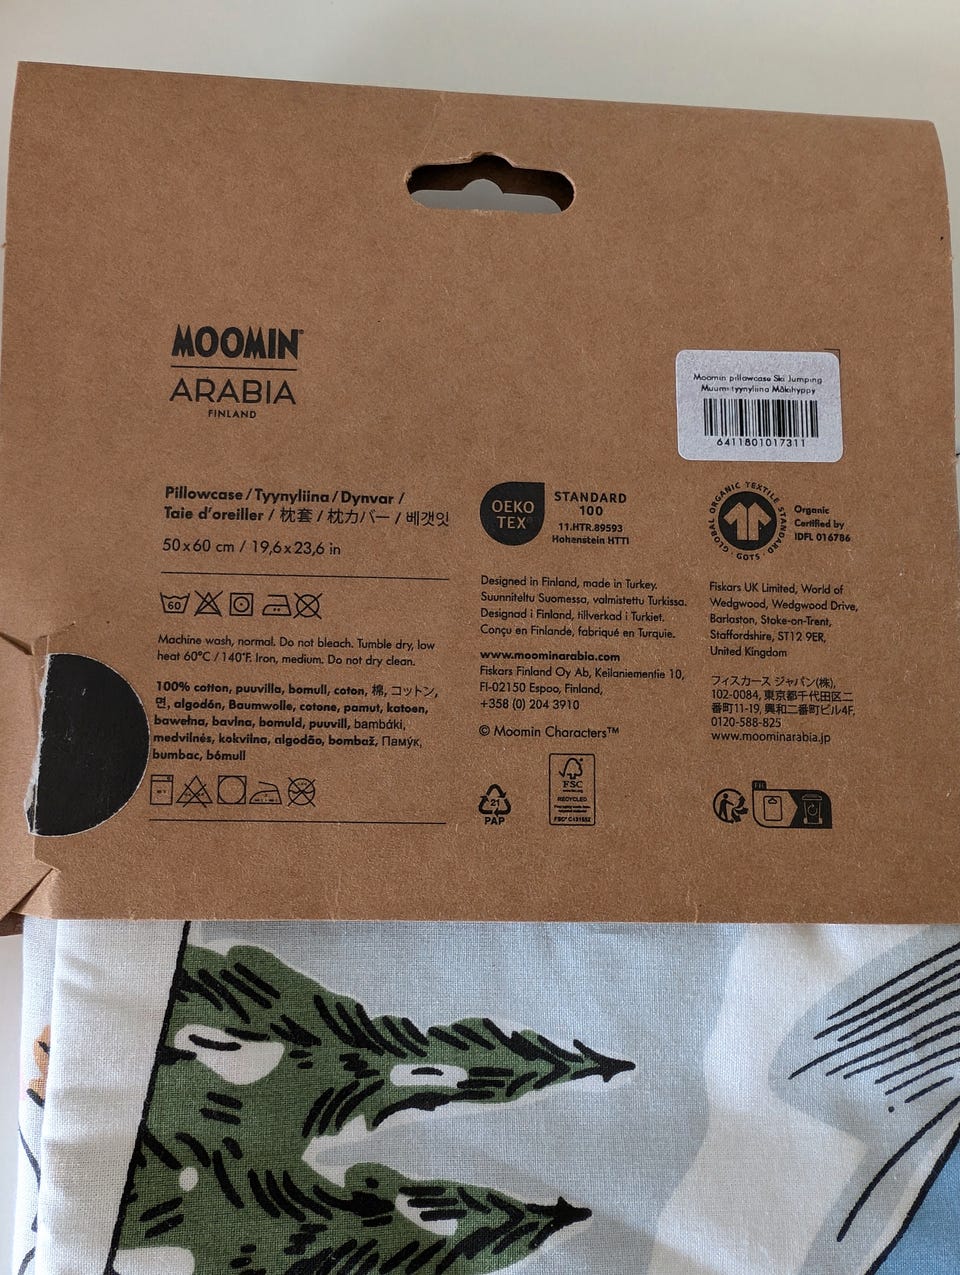 MOOMIN™
ARABIA
FINLAND
Moomin pillowcase Ski Jumping
Muumi tyynyliina Mäkihyppy
6411801017311
Pillowcase / Tyynyliina / Dynvar /
Taie d'oreiller / 枕套 / 枕カバー / 베갯잇
50 x 60 cm / 19,6 x 23,6 in
60
Machine wash, normal. Do not bleach. Tumble dry, low
heat 60°C / 140°F. Iron, medium. Do not dry clean.
100% cotton, puuvilla, bomull, coton, 棉, コットン,
면, algodón, Baumwolle, cotone, pamut, katoen,
bawełna, bavlna, bomuld, puuvill, bambáki,
medvilnės, kokvilna, algodão, bombaž, Памук,
bumbac, bómull
OEKO
TEX®
STANDARD
100
11.HTR.89593
Hohenstein HTTI
Designed in Finland, made in Turkey.
Suunniteltu Suomessa, valmistettu Turkissa.
Designad i Finland, tillverkad i Turkiet.
Conçu en Finlande, fabriqué en Turquie.
www.moominarabia.com
Fiskars Finland Oy Ab, Keilaniementie 10,
FI-02150 Espoo, Finland,
+358 (0) 204 3910
© Moomin Characters™
21
PAP
FSC
RECYCLED
GLOBAL ORGANIC TEXTILE STANDARD
· GOTS ·
Organic
Certified by
IDFL 016786
Fiskars UK Limited, World of
Wedgwood, Wedgwood Drive,
Barlaston, Stoke-on-Trent,
Staffordshire, ST12 9ER,
United Kingdom
フィスカース ジャパン(株),
102-0084, 東京都千代田区二
番町11-19, 興和二番町ビル4F,
0120-588-825
www.moominarabia.jp
FR